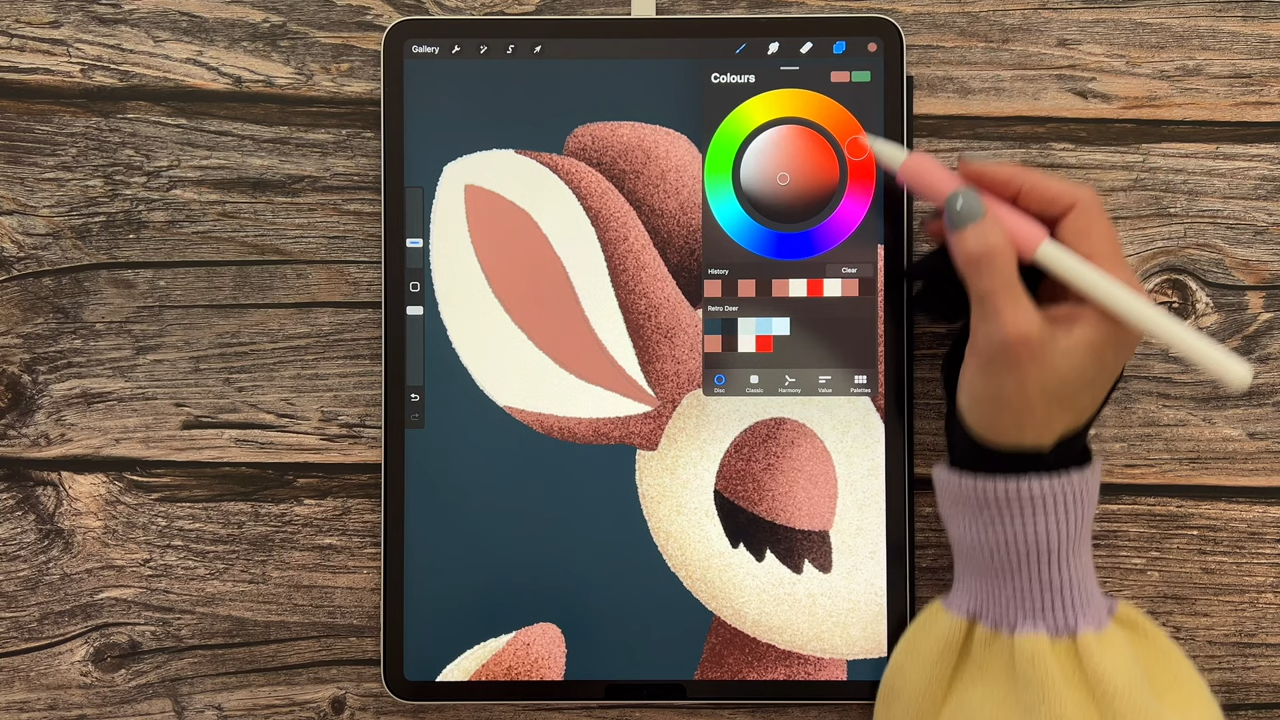 Gallery
Colours
History
Clear
Retro Deer
Disc
Classic
Harmony
Value
Palettes